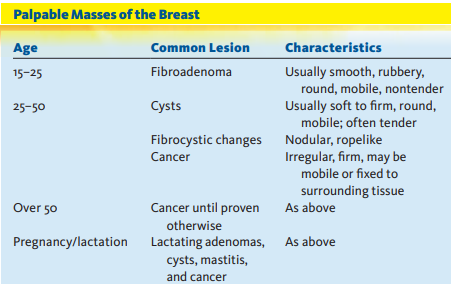 Palpable Masses of the Breast
Age Common Lesion Characteristics
15–25 Fibroadenoma Usually smooth, rubbery,
round, mobile, nontender
25–50 Cysts Usually soft to firm, round,
mobile; often tender
Fibrocystic changes Nodular, ropelike
Cancer Irregular, firm, may be
mobile or fixed to
surrounding tissue
Over 50 Cancer until proven As above
otherwise
Pregnancy/lactation Lactating adenomas, As above
cysts, mastitis,
and cancer